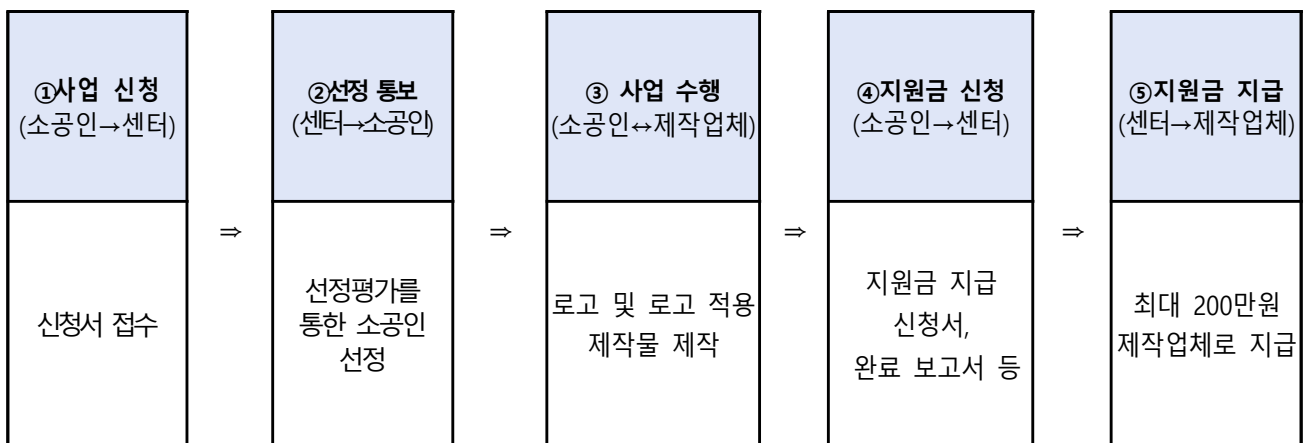 ①사업 신청
(소공인→센터)
신청서 접수
⇒
②선정 통보
(센터→소공인)
선정평가를
통한 소공인
선정
⇒
③ 사업 수행
(소공인↔제작업체)
로고 및 로고 적용
제작물 제작
⇒
④지원금 신청
(소공인→센터)
지원금 지급
신청서,
완료 보고서 등
⇒
⑤지원금 지급
(센터→제작업체)
최대 200만원
제작업체로 지급